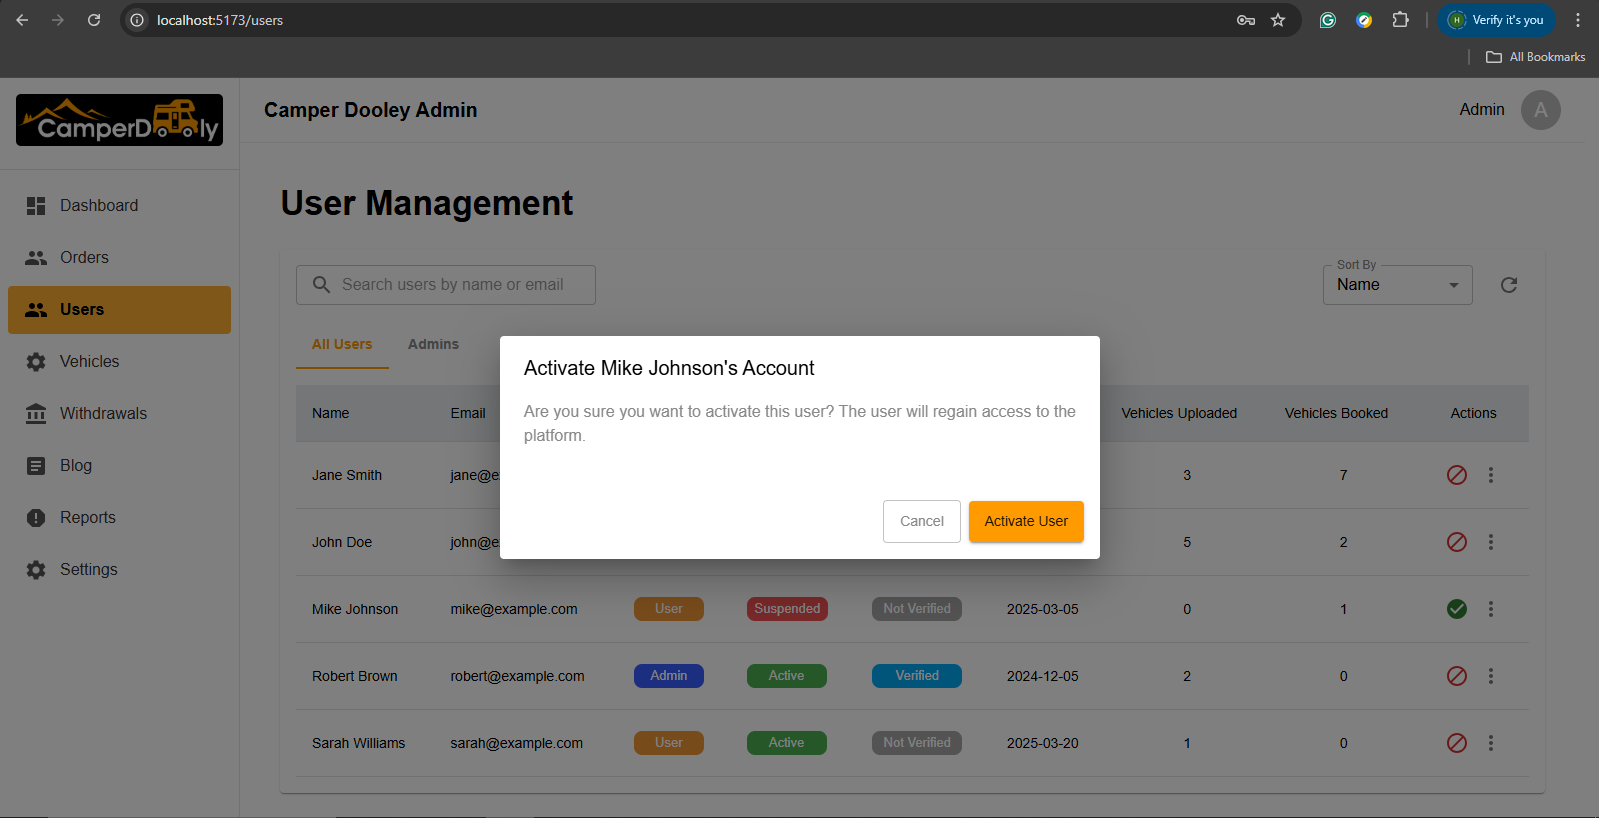 localhost:5173/users
H
Verify it's you
All Bookmarks
CamperDooly
Camper Dooley Admin
Admin
A
Dashboard
Orders
Users
Vehicles
Withdrawals
Blog
Reports
Settings
User Management
Search users by name or email
Sort By
Name
All Users
Admins
Activate Mike Johnson's Account
Are you sure you want to activate this user? The user will regain access to the
platform.
Cancel
Activate User
Name Email Vehicles Uploaded Vehicles Booked Actions
Jane Smith jane@e 3 7
John Doe john@e 5 2
Mike Johnson mike@example.com User Suspended Not Verified 2025-03-05 0 1
Robert Brown robert@example.com Admin Active Verified 2024-12-05 2 0
Sarah Williams sarah@example.com User Active Not Verified 2025-03-20 1 0